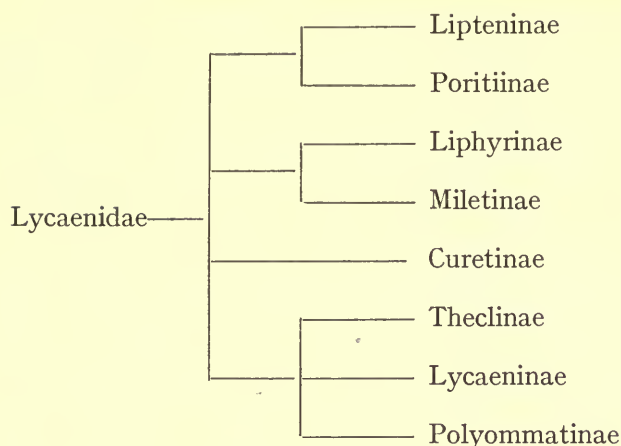 Lipteninae
Poritiinae
Liphyrinae
Miletinae
Lycaenidae
Curetinae
Theclinae
Lycaeninae
Polyommatinae